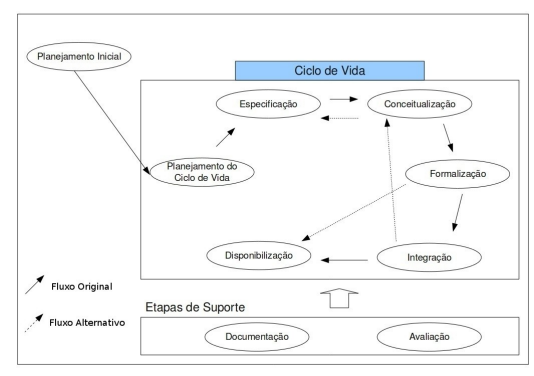 Planejamento Inicial
Ciclo de Vida
Especificação
Conceitualização
Planejamento do
Ciclo de Vida
Formalização
Disponibilização
Integração
Fluxo Original
Fluxo Alternativo
Etapas de Suporte
Documentação
Avaliação